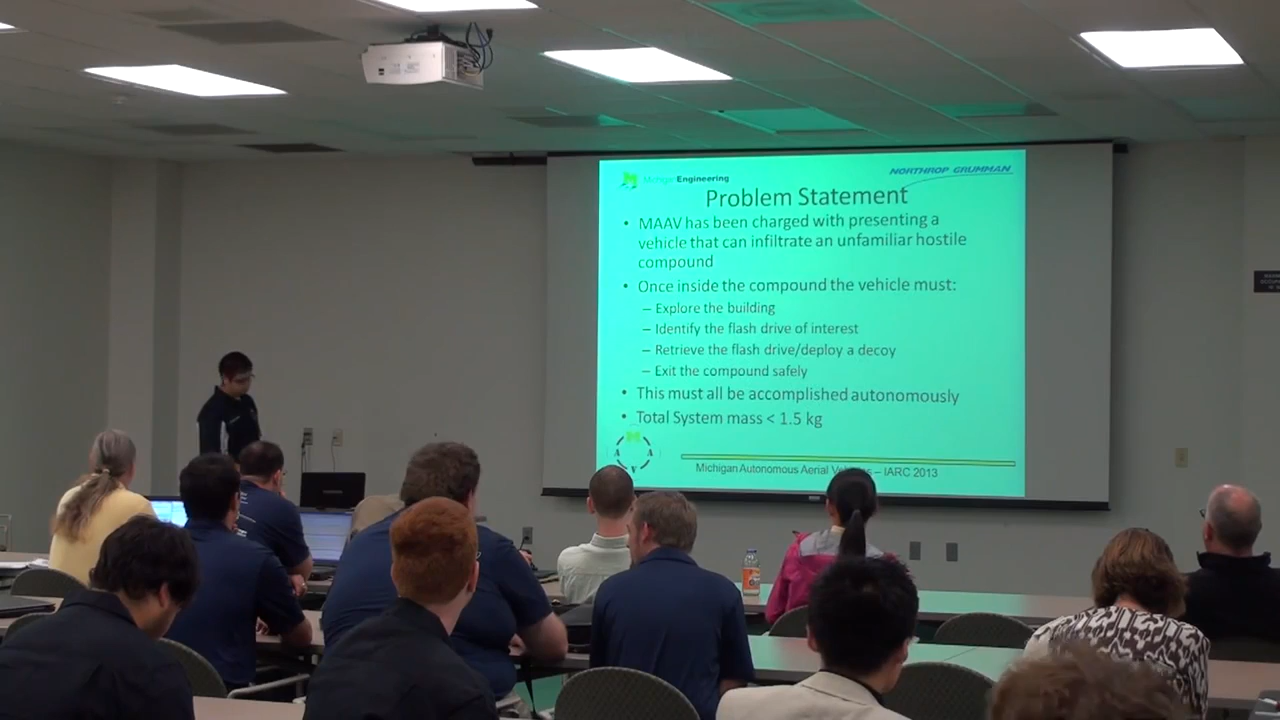 Michigan Engineering
NORTHROP GRUMMAN
Problem Statement
• MAAV has been charged with presenting a
vehicle that can infiltrate an unfamiliar hostile
compound
• Once inside the compound the vehicle must:
– Explore the building
– Identify the flash drive of interest
– Retrieve the flash drive/deploy a decoy
– Exit the compound safely
• This must all be accomplished autonomously
• Total System mass < 1.5 kg
M
A A
V
Michigan Autonomous Aerial Vehicles – IARC 2013